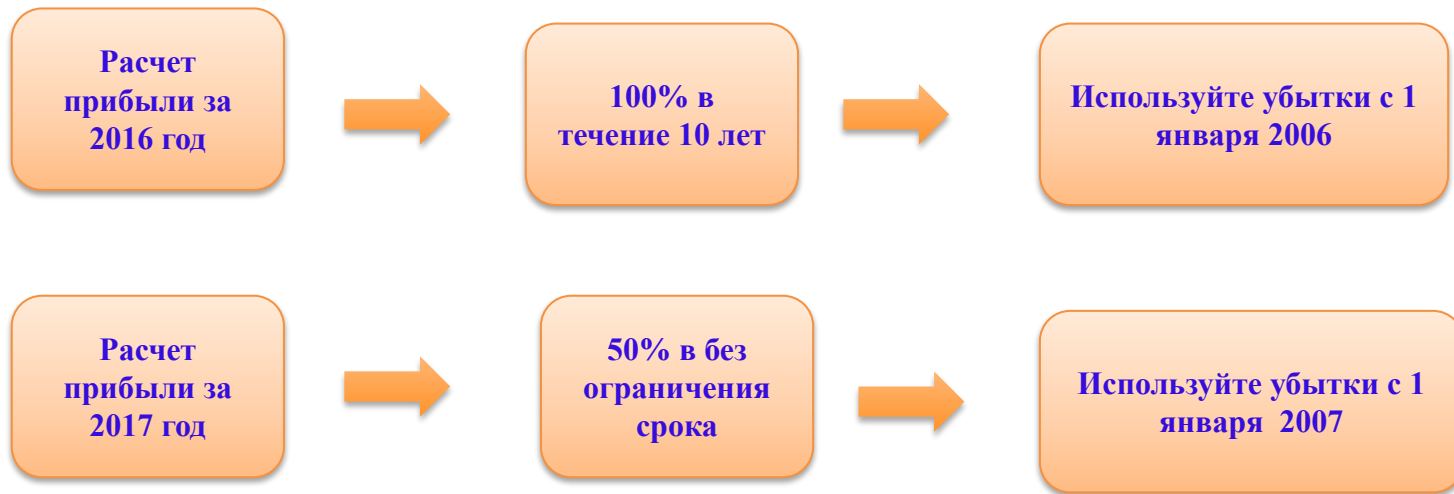 Расчет
прибыли за
2016 год
100% в
течение 10 лет
Используйте убытки с 1
января 2006
Расчет
прибыли за
2017 год
50% в без
ограничения
срока
Используйте убытки с 1
января 2007